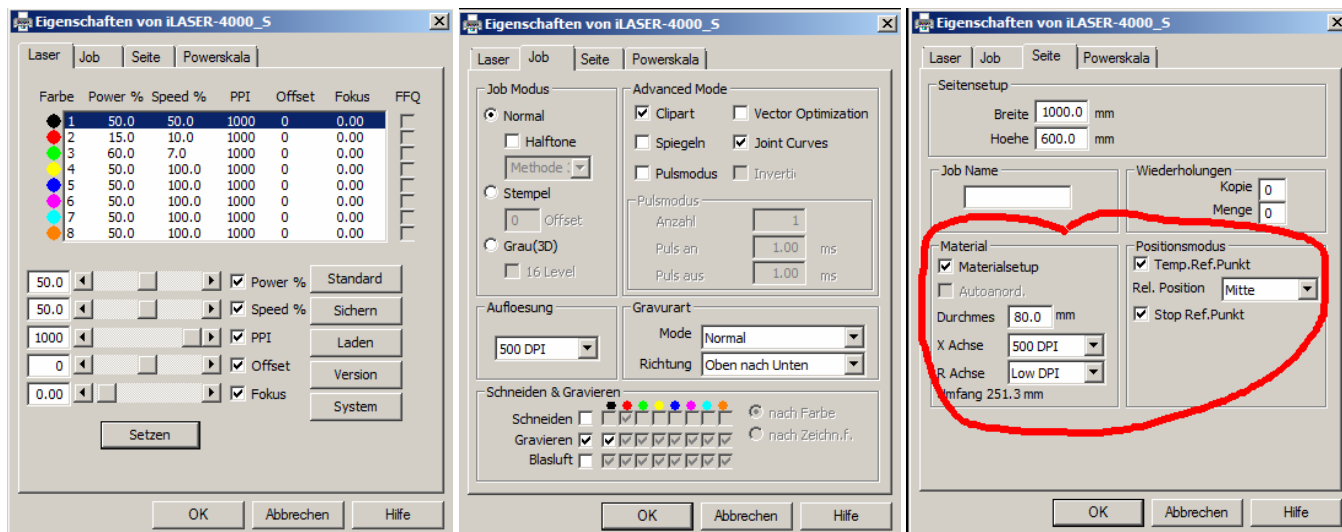 Eigenschaften von iLASER-4000_S
Laser Job Seite Powerskala
Farbe Power % Speed % PPI Offset Fokus FFQ
1 50.0 50.0 1000 0 0.00
2 15.0 10.0 1000 0 0.00
3 60.0 7.0 1000 0 0.00
4 50.0 100.0 1000 0 0.00
5 50.0 100.0 1000 0 0.00
6 50.0 100.0 1000 0 0.00
7 50.0 100.0 1000 0 0.00
8 50.0 100.0 1000 0 0.00
50.0 Power % Standard
50.0 Speed % Sichern
1000 PPI Laden
0 Offset Version
0.00 Fokus System
Setzen
OK Abbrechen Hilfe
Eigenschaften von iLASER-4000_S
Laser Job Seite Powerskala
Job Modus
Normal
Halftone
Methode
Stempel
0 Offset
Grau(3D)
16 Level
Advanced Mode
Clipart Vector Optimization
Spiegeln Joint Curves
Pulsmodus Inverti
Pulsmodus
Anzahl 1
Puls an 1.00 ms
Puls aus 1.00 ms
Aufloesung
500 DPI
Gravurart
Mode Normal
Richtung Oben nach Unten
Schneiden & Gravieren
Schneiden nach Farbe
Gravieren nach Zeichn.f.
Blasluft
OK Abbrechen Hilfe
Eigenschaften von iLASER-4000_S
Laser Job Seite Powerskala
Seitensetup
Breite 1000.0 mm
Hoehe 600.0 mm
Job Name
Wiederholungen
Kopie 0
Menge 0
Material
Materialsetup
Autoanord.
Durchmes 80.0 mm
X Achse 500 DPI
R Achse Low DPI
Umfang 251.3 mm
Positionsmodus
Temp.Ref.Punkt
Rel. Position Mitte
Stop Ref.Punkt
OK Abbrechen Hilfe